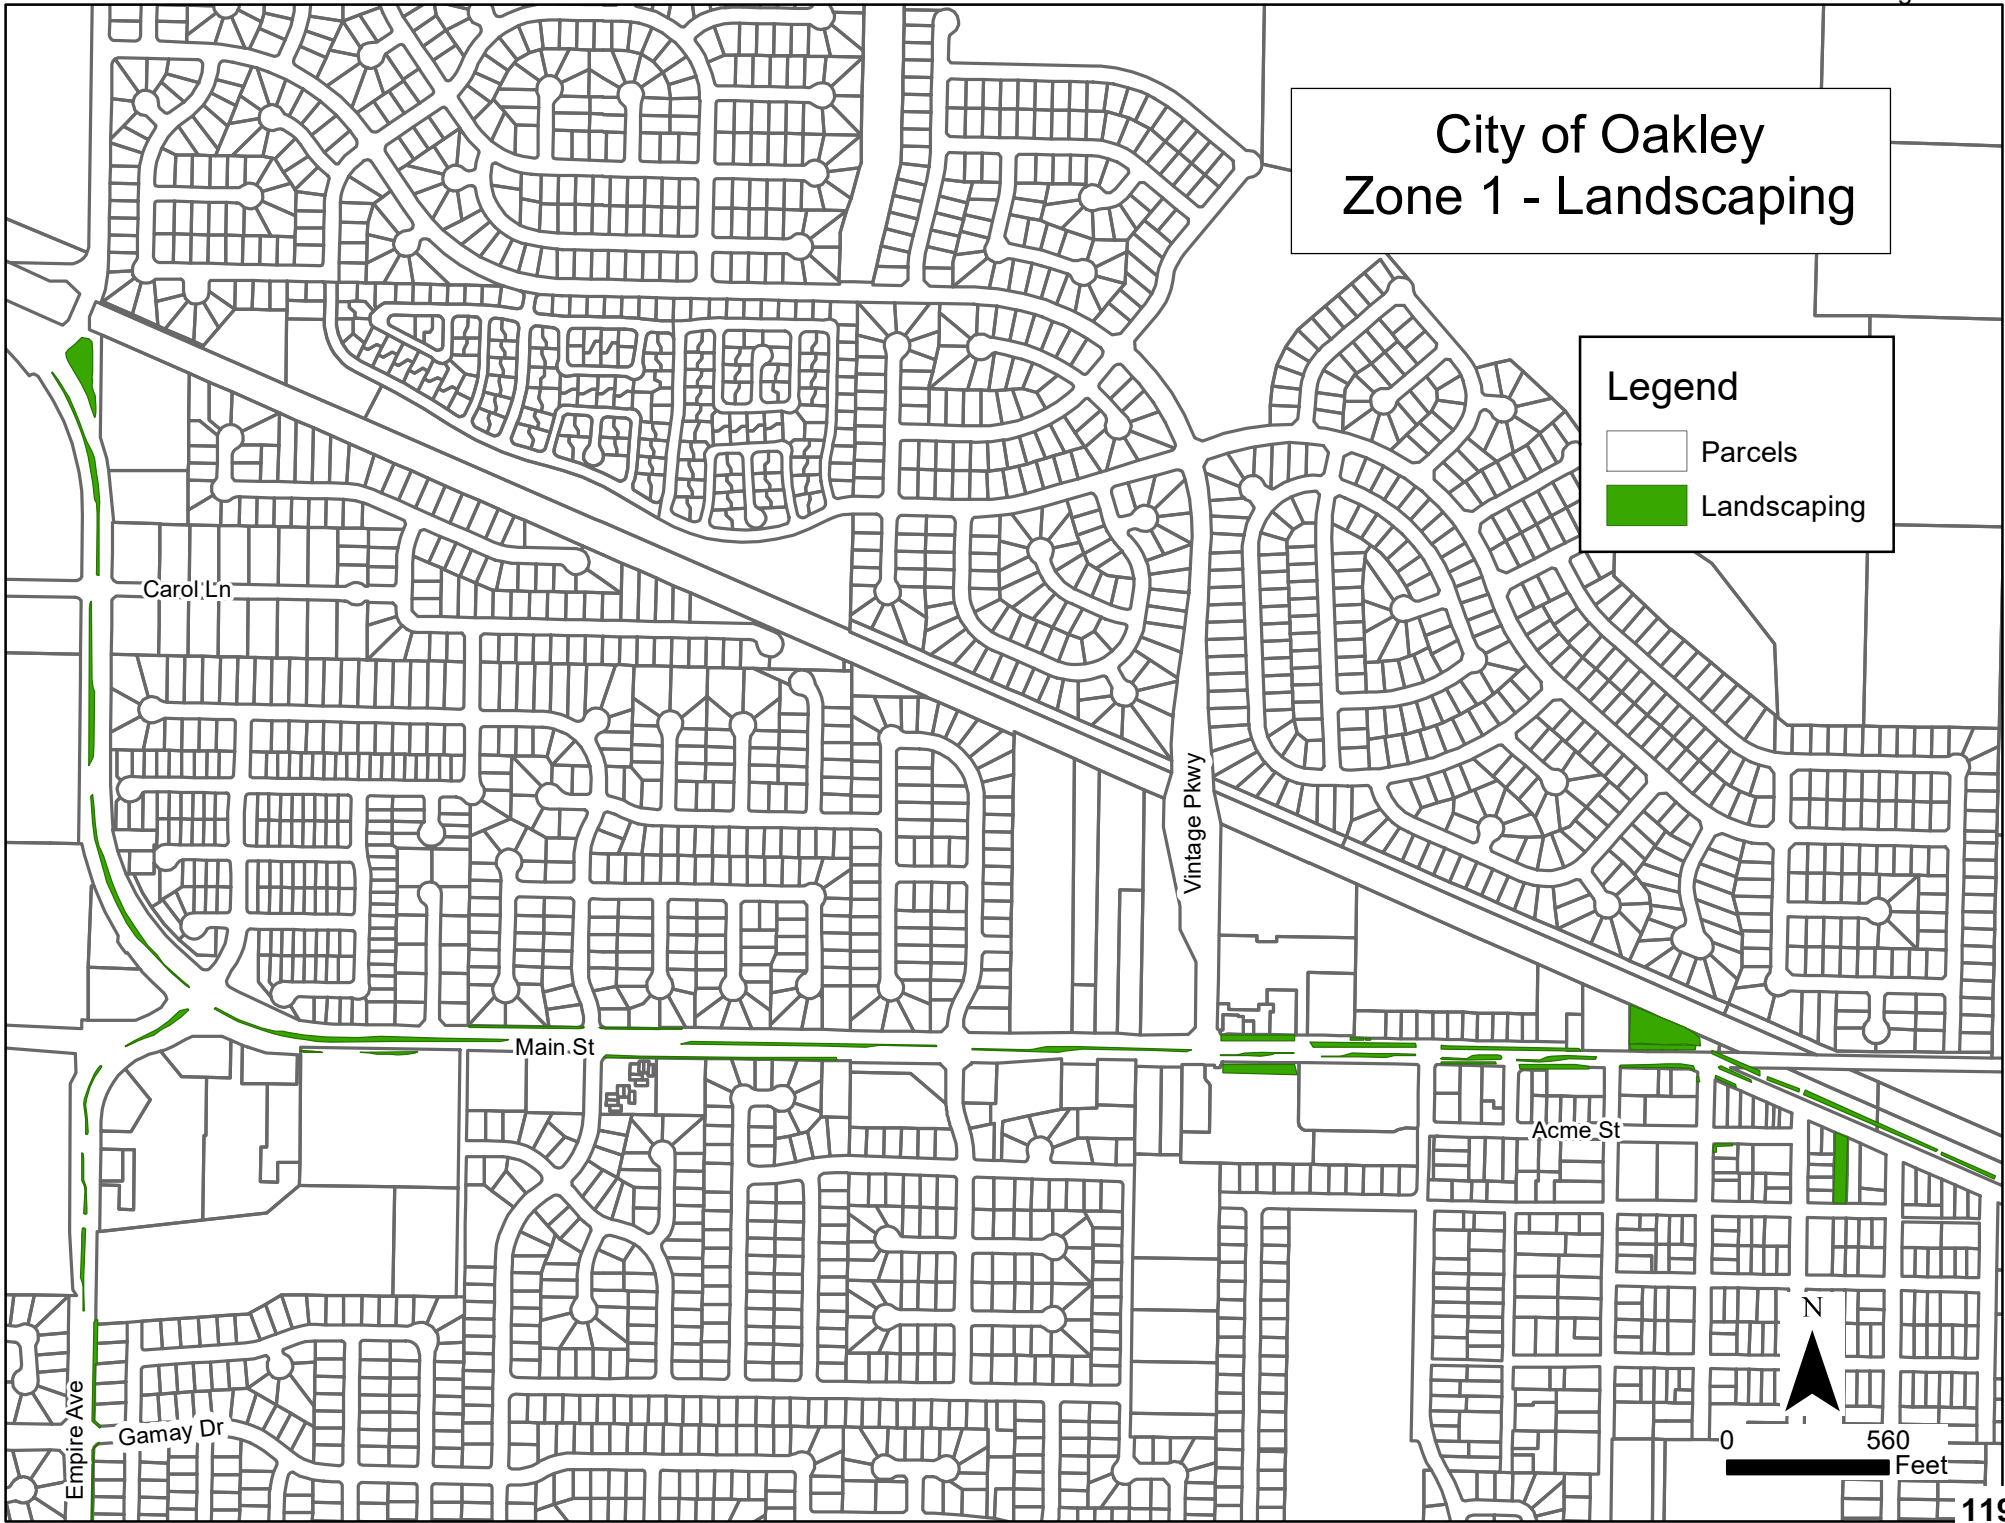 City of Oakley
Zone 1 - Landscaping
Legend
Parcels
Landscaping
Carol Ln
Vintage Pkwy
Main St
Acme St
N
Empire Ave
Gamay Dr
0 560
Feet
119